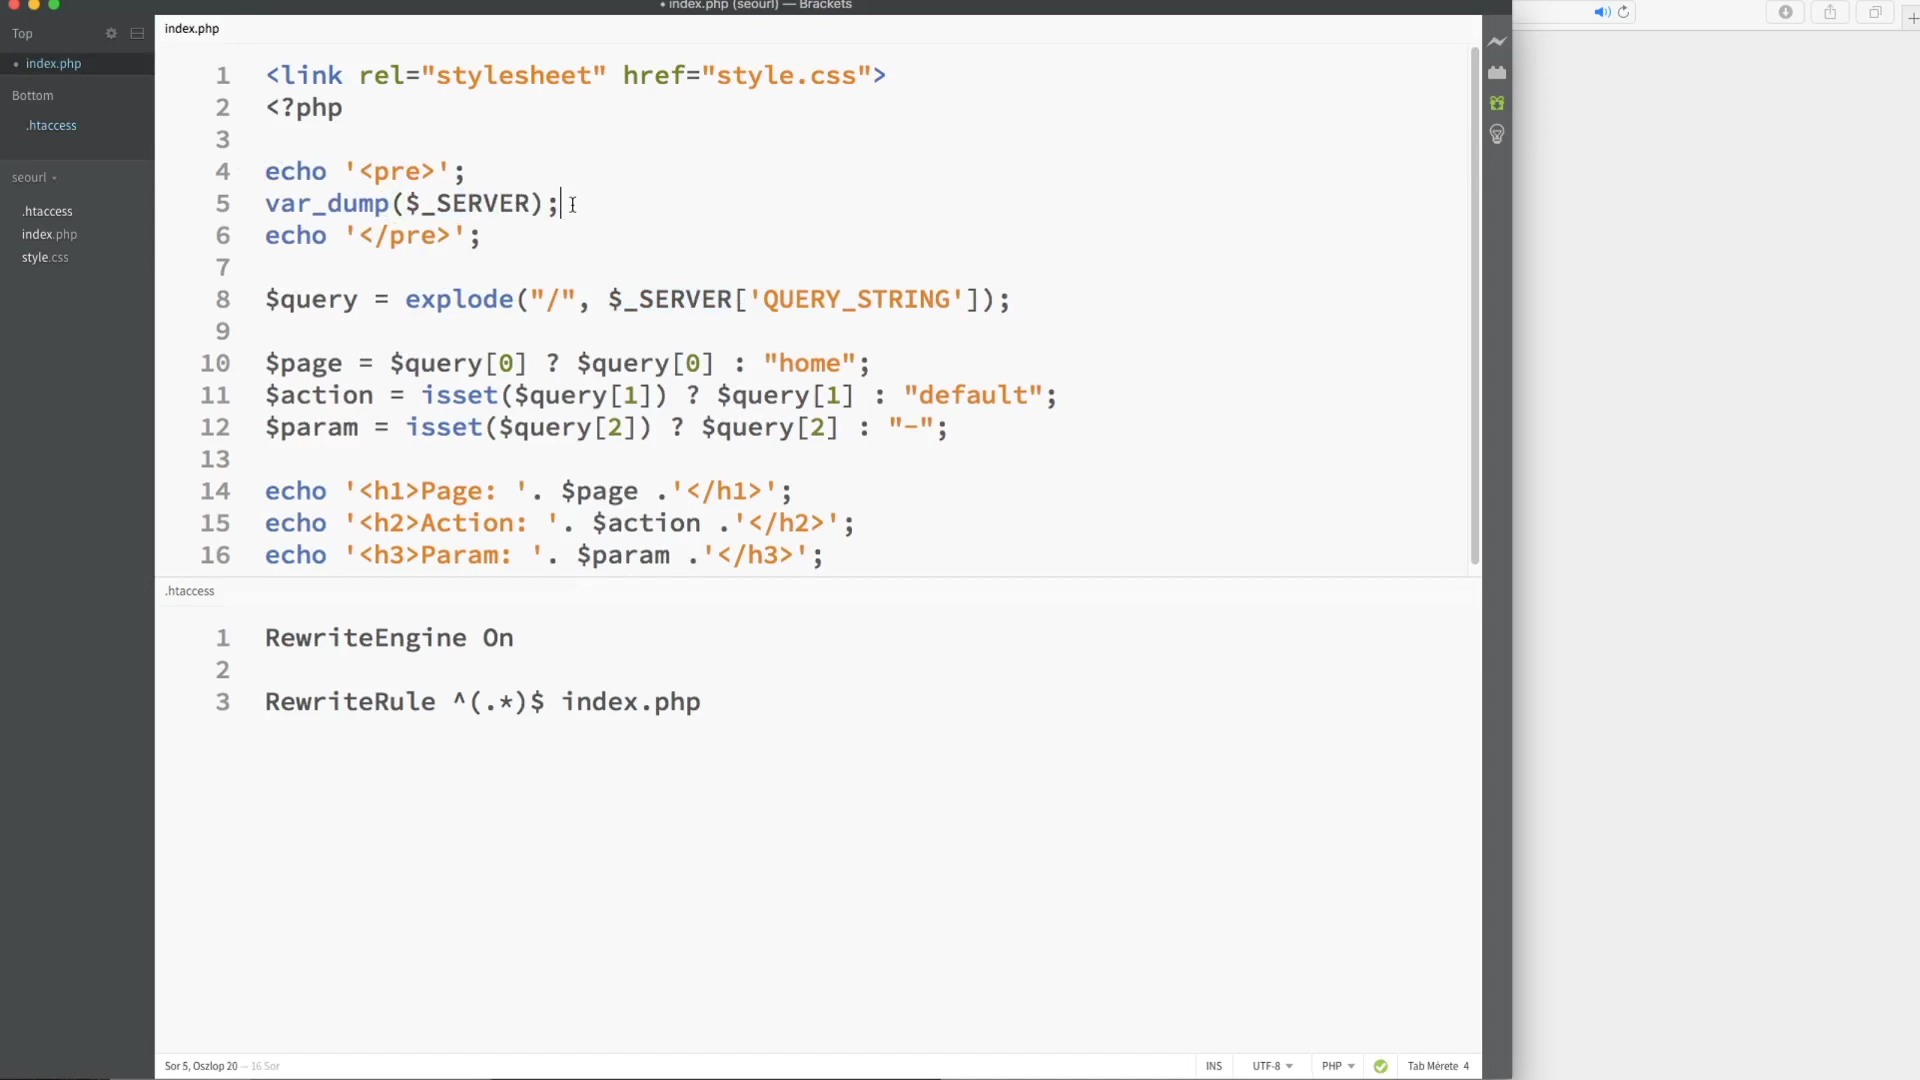 • index.php (seourl) — Brackets
Top
• index.php
Bottom
.htaccess
seourl
.htaccess
index.php
style.css
index.php
1 <link rel="stylesheet" href="style.css">
2 <?php
3
4 echo '<pre>';
5 var_dump($_SERVER);
6 echo '</pre>';
7
8 $query = explode("/", $_SERVER['QUERY_STRING']);
9
10 $page = $query[0] ? $query[0] : "home";
11 $action = isset($query[1]) ? $query[1] : "default";
12 $param = isset($query[2]) ? $query[2] : "-";
13
14 echo '<h1>Page: '. $page .'</h1>';
15 echo '<h2>Action: '. $action .'</h2>';
16 echo '<h3>Param: '. $param .'</h3>';
.htaccess
1 RewriteEngine On
2
3 RewriteRule ^(.*)$ index.php
Sor 5, Oszlop 20 — 16 Sor
INS UTF-8 PHP Tab Mérete 4